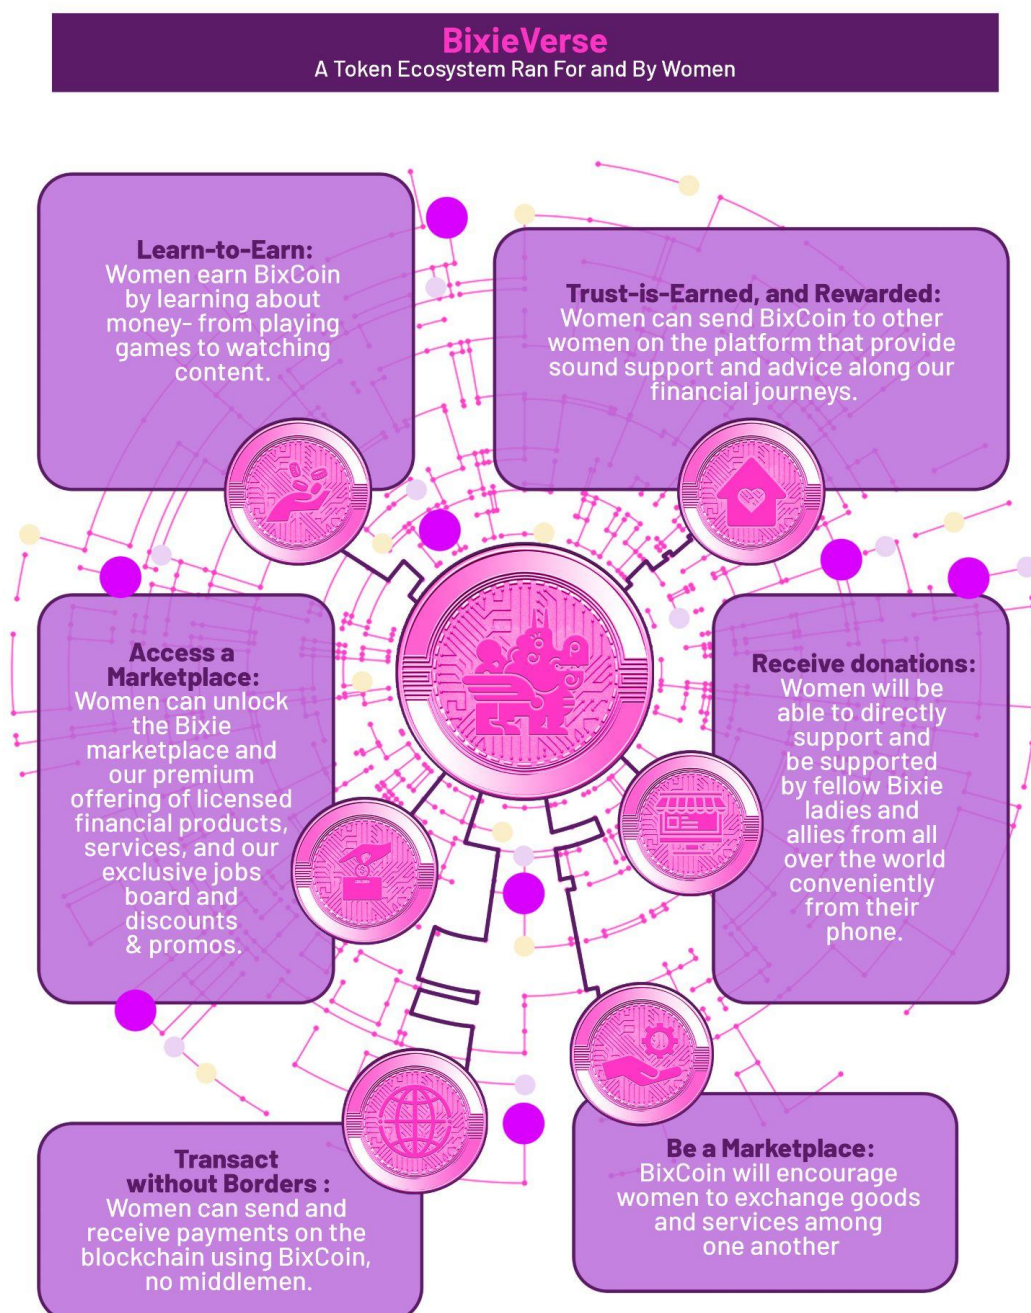 BixieVerse
A Token Ecosystem Ran For and By Women
Learn-to-Earn:
Women earn BixCoin
by learning about
money- from playing
games to watching
content.
Trust-is-Earned, and Rewarded:
Women can send BixCoin to other
women on the platform that provide
sound support and advice along our
financial journeys.
Access a
Marketplace:
Women can unlock
the Bixie
marketplace and
our premium
offering of licensed
financial products,
services, and our
exclusive jobs
board and
discounts
& promos.
Receive donations:
Women will be
able to directly
support and
be supported
by fellow Bixie
ladies and
allies from all
over the world
conveniently
from their
phone.
Transact
without Borders :
Women can send and
receive payments on the
blockchain using BixCoin,
no middlemen.
Be a Marketplace:
BixCoin will encourage
women to exchange goods
and services among
one another